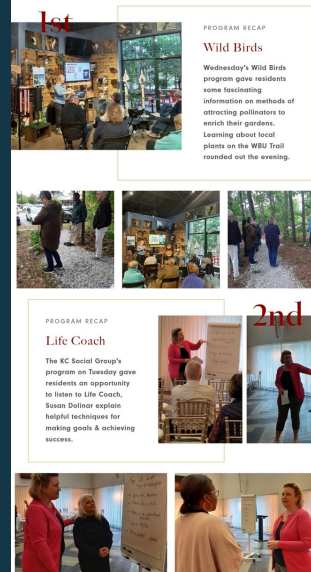 1st
PROGRAM RECAP
Wild Birds
Wednesday's Wild Birds
program gave residents
some fascinating
information on methods of
attracting pollinators to
enrich their gardens.
Learning about local
plants on the WBU Trail
rounded out the evening.
2nd
PROGRAM RECAP
Life Coach
The KC Social Group's
program on Tuesday gave
residents an opportunity
to listen to Life Coach,
Susan Dolinar explain
helpful techniques for
making goals & achieving
success.